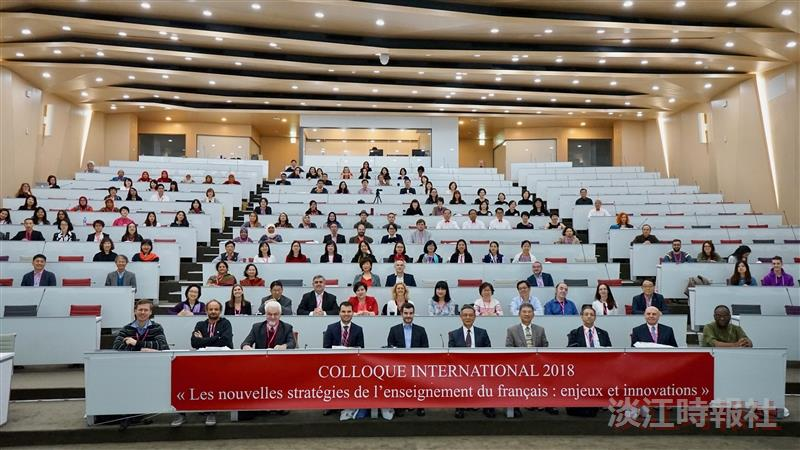 COLLOQUE INTERNATIONAL 2018
« Les nouvelles stratégies de l’enseignement du français : enjeux et innovations »
淡江時報社